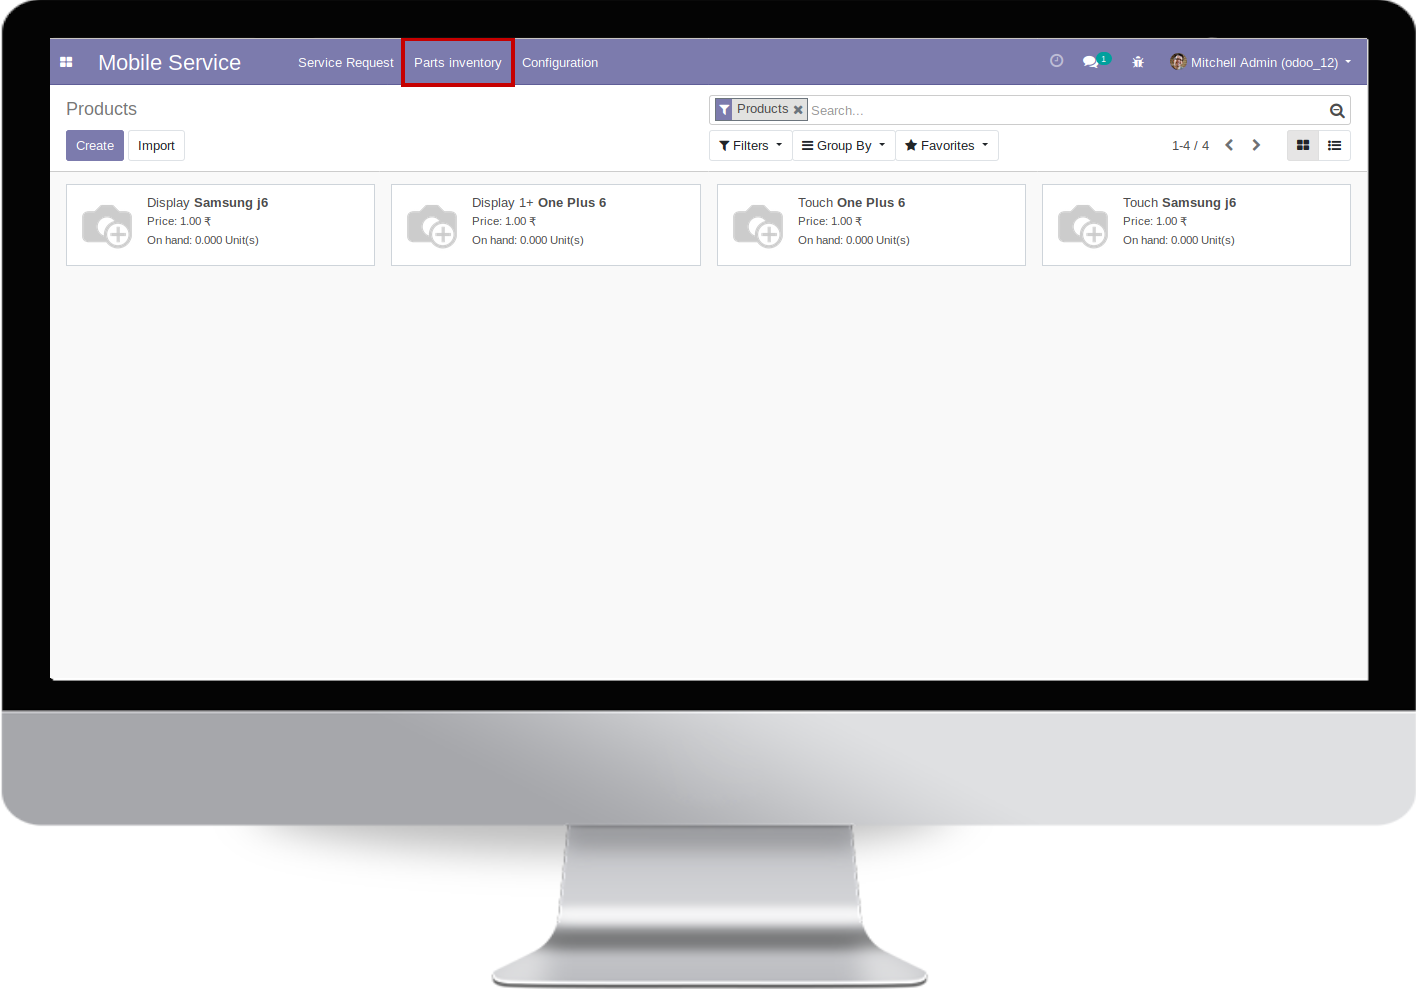 Mobile Service Service Request Parts inventory Configuration 1 Mitchell Admin (odoo_12)
Products
Products Search...
Create Import
Filters Group By Favorites 1-4 / 4
Display Samsung j6
Price: 1.00 ₹
On hand: 0.000 Unit(s)
Display 1+ One Plus 6
Price: 1.00 ₹
On hand: 0.000 Unit(s)
Touch One Plus 6
Price: 1.00 ₹
On hand: 0.000 Unit(s)
Touch Samsung j6
Price: 1.00 ₹
On hand: 0.000 Unit(s)